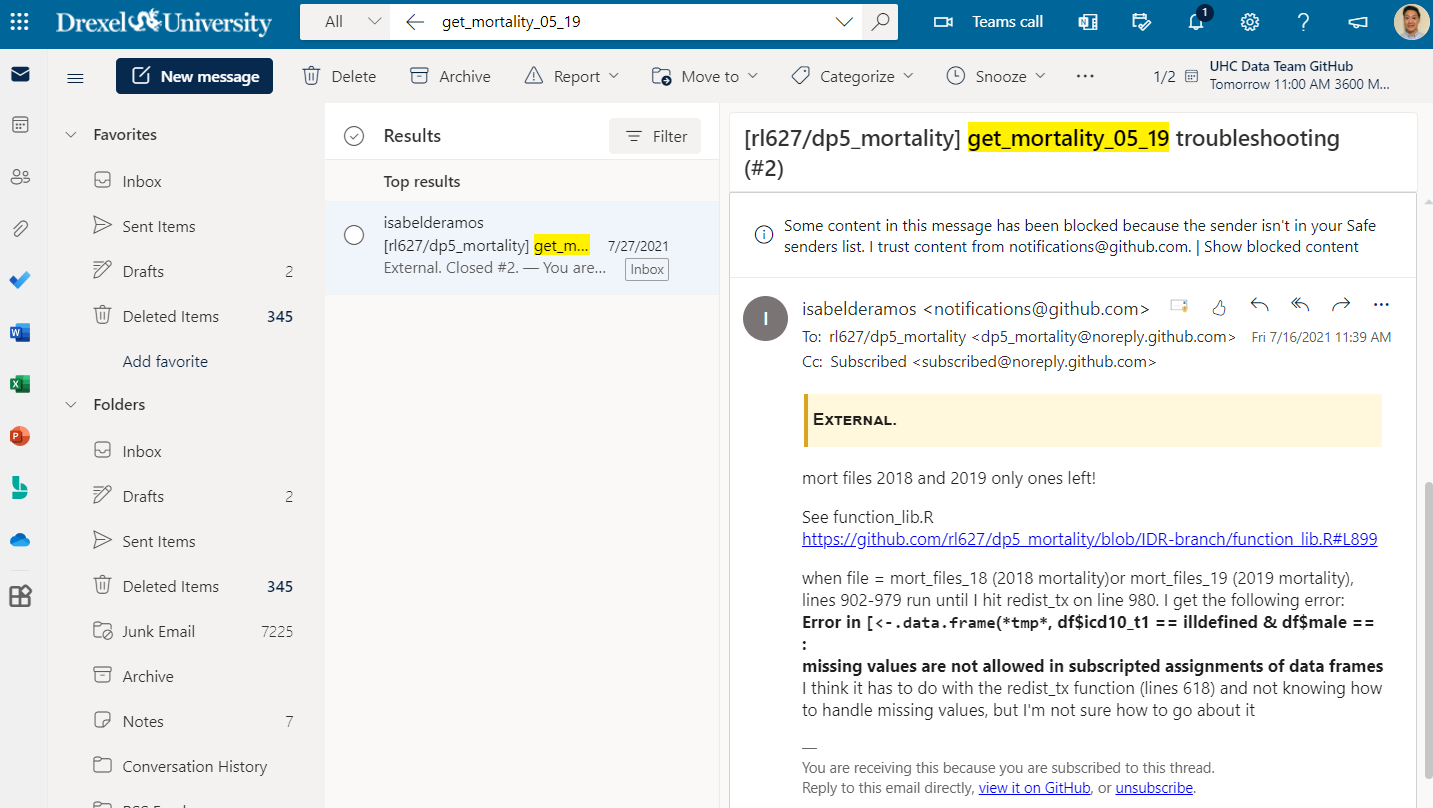 Drexel University
All
get_mortality_05_19
Teams call
1
New message
Delete
Archive
Report
Move to
Categorize
Snooze
1/2
UHC Data Team GitHub
Tomorrow 11:00 AM 3600 M...
Favorites
Inbox
Sent Items
Drafts 2
Deleted Items 345
Add favorite
Folders
Inbox
Drafts 2
Sent Items
Deleted Items 345
Junk Email 7225
Archive
Notes 7
Conversation History
Results
Filter
Top results
isabelderamos
[rl627/dp5_mortality] get_m... 7/27/2021
External. Closed #2. — You are... Inbox
[rl627/dp5_mortality] get_mortality_05_19 troubleshooting
(#2)
Some content in this message has been blocked because the sender isn't in your Safe
senders list. I trust content from notifications@github.com. | Show blocked content
I
isabelderamos <notifications@github.com>
To: rl627/dp5_mortality <dp5_mortality@noreply.github.com> Fri 7/16/2021 11:39 AM
Cc: Subscribed <subscribed@noreply.github.com>
External.
mort files 2018 and 2019 only ones left!
See function_lib.R
https://github.com/rl627/dp5_mortality/blob/IDR-branch/function_lib.R#L899
when file = mort_files_18 (2018 mortality)or mort_files_19 (2019 mortality),
lines 902-979 run until I hit redist_tx on line 980. I get the following error:
Error in [<-.data.frame(*tmp*, df$icd10_t1 == illdefined & df$male ==
:
missing values are not allowed in subscripted assignments of data frames
I think it has to do with the redist_tx function (lines 618) and not knowing how
to handle missing values, but I'm not sure how to go about it
—
You are receiving this because you are subscribed to this thread.
Reply to this email directly, view it on GitHub, or unsubscribe.